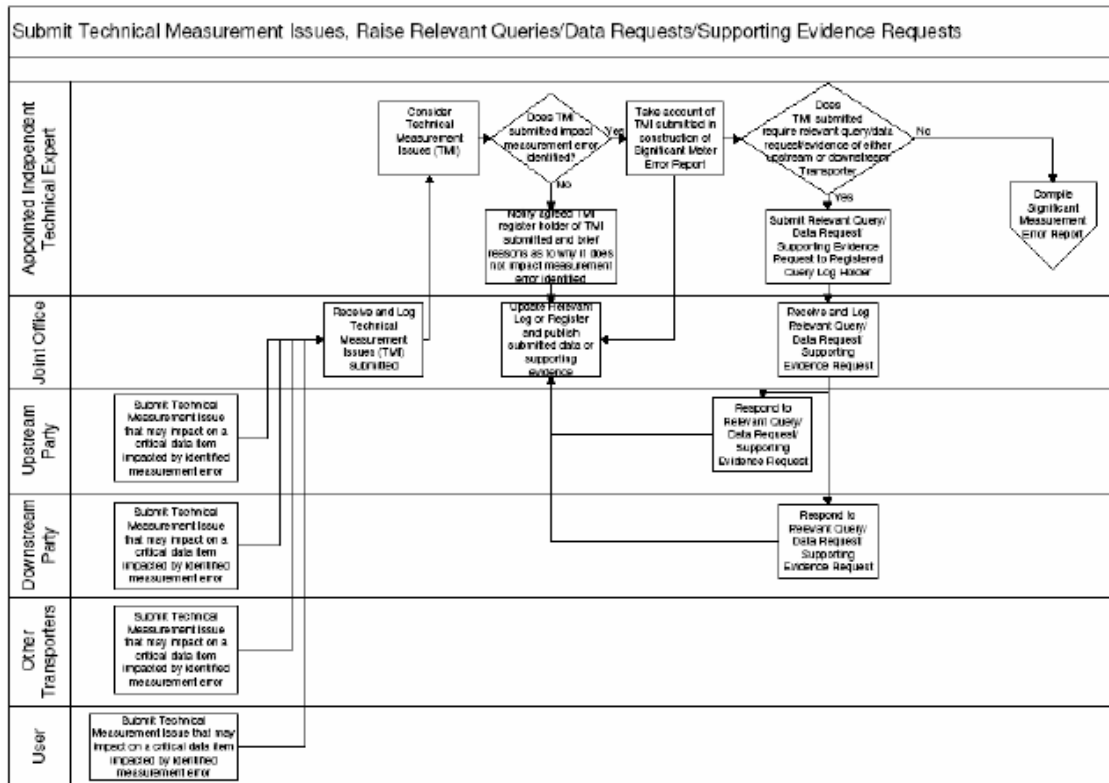 Submit Technical Measurement Issues, Raise Relevant Queries/Data Requests/Supporting Evidence Requests
Appointed Independent
Technical Expert
Consider
Technical
Measurement
Issues (TMI)
Does TMI
submitted impact
measurement error
identified?
Yes
No
Take account of
TMI submitted in
construction of
Significant Meter
Error Report
Does
TMI submitted
require relevant query/data
request/evidence of either
upstream or downstream
Transporter
No
Yes
Compile
Significant
Measurement
Error Report
Notify agreed TMI
register holder of TMI
submitted and brief
reasons as to why it does
not impact measurement
error identified
Submit Relevant Query/
Data Request/
Supporting Evidence
Request to Registered
Query Log Holder
Joint Office
Receive and Log
Technical
Measurement
Issues (TMI)
submitted
Update Relevant
Log or Register
and publish
submitted data or
supporting
evidence
Receive and Log
Relevant Query/
Data Request/
Supporting
Evidence Request
Upstream
Party
Submit Technical
Measurement Issue
that may impact on a
critical data item
impacted by identified
measurement error
Respond to
Relevant Query/
Data Request/
Supporting
Evidence Request
Downstream
Party
Submit Technical
Measurement Issue
that may impact on a
critical data item
impacted by identified
measurement error
Respond to
Relevant Query/
Data Request/
Supporting
Evidence Request
Other
Transporters
Submit Technical
Measurement Issue
that may impact on a
critical data item
impacted by identified
measurement error
User
Submit Technical
Measurement Issue that may
impact on a critical data item
impacted by identified
measurement error